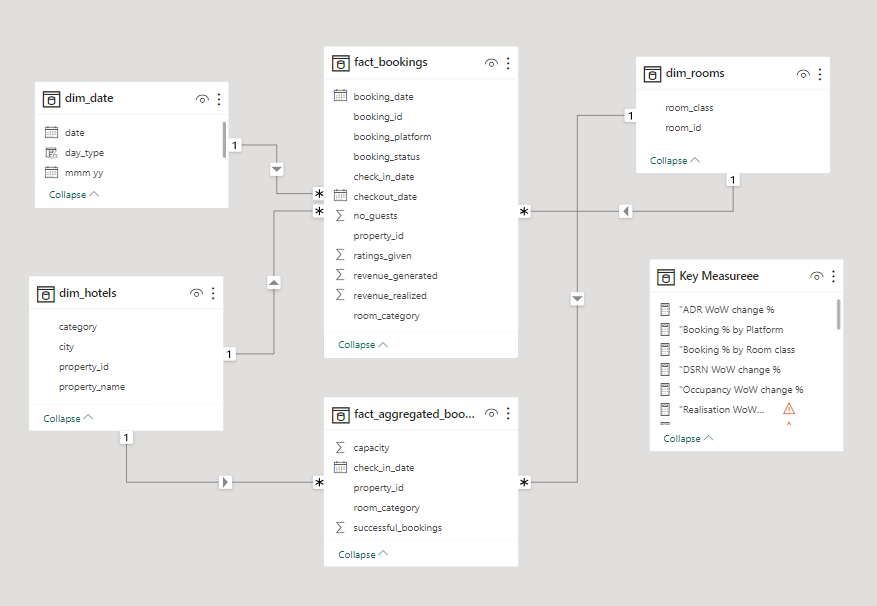 dim_date
date
day_type
mmm yy
Collapse
1
*
*
fact_bookings
booking_date
booking_id
booking_platform
booking_status
check_in_date
checkout_date
no_guests
property_id
ratings_given
revenue_generated
revenue_realized
room_category
Collapse
*
dim_rooms
room_class
room_id
Collapse
1
1
dim_hotels
category
city
property_id
property_name
Collapse
1
1
*
fact_aggregated_boo...
capacity
check_in_date
property_id
room_category
successful_bookings
Collapse
*
Key Measureee
"ADR WoW change %
"Booking % by Platform
"Booking % by Room class
"DSRN WoW change %
"Occupancy WoW change %
"Realisation WoW...
Collapse